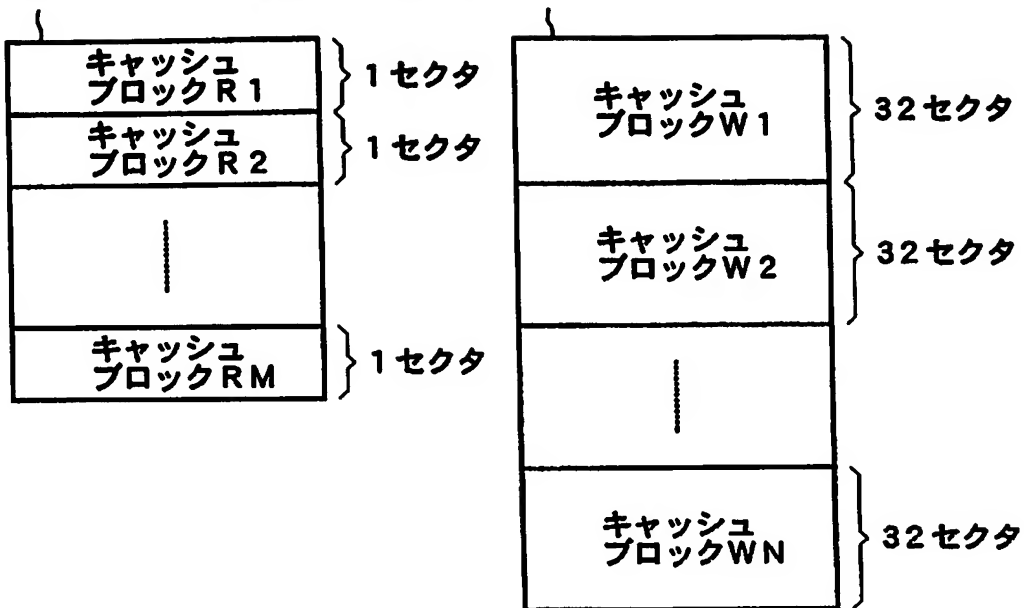 キャッシュ
ブロックR1
1セクタ
キャッシュ
ブロックR2
1セクタ
キャッシュ
ブロックRM
1セクタ
キャッシュ
ブロックW1
32セクタ
キャッシュ
ブロックW2
32セクタ
キャッシュ
ブロックWN
32セクタ